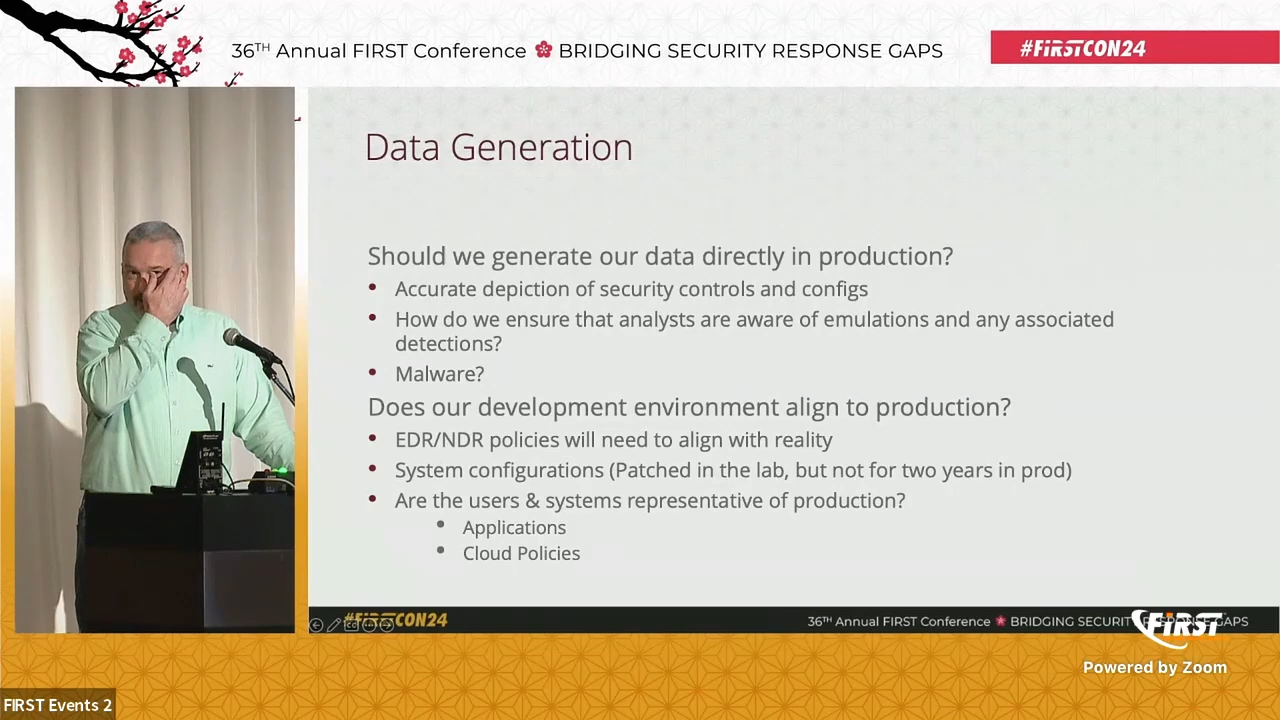 36TH Annual FIRST Conference BRIDGING SECURITY RESPONSE GAPS
#FiRSTCON24
Data Generation
Should we generate our data directly in production?
• Accurate depiction of security controls and configs
• How do we ensure that analysts are aware of emulations and any associated
detections?
• Malware?
Does our development environment align to production?
• EDR/NDR policies will need to align with reality
• System configurations (Patched in the lab, but not for two years in prod)
• Are the users & systems representative of production?
• Applications
• Cloud Policies
#FiRSTCON24
36TH Annual FIRST Conference BRIDGING SECURITY RESPONSE GAPS
FiRST
Powered by Zoom
FIRST Events 2